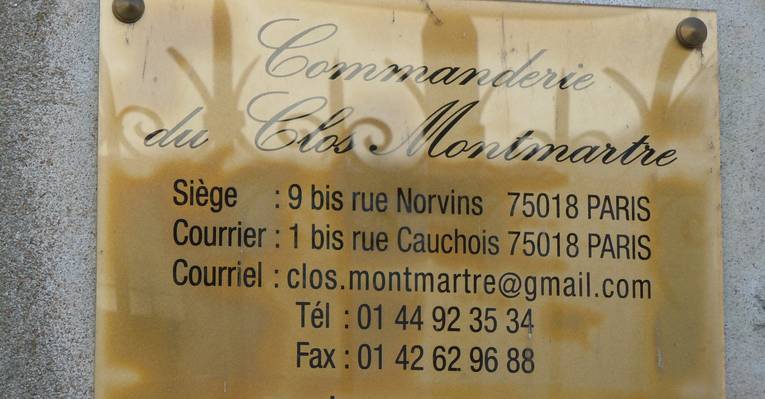 Commanderie
du Clos Montmartre
Siège : 9 bis rue Norvins 75018 PARIS
Courrier : 1 bis rue Cauchois 75018 PARIS
Courriel : clos.montmartre@gmail.com
Tél : 01 44 92 35 34
Fax : 01 42 62 96 88